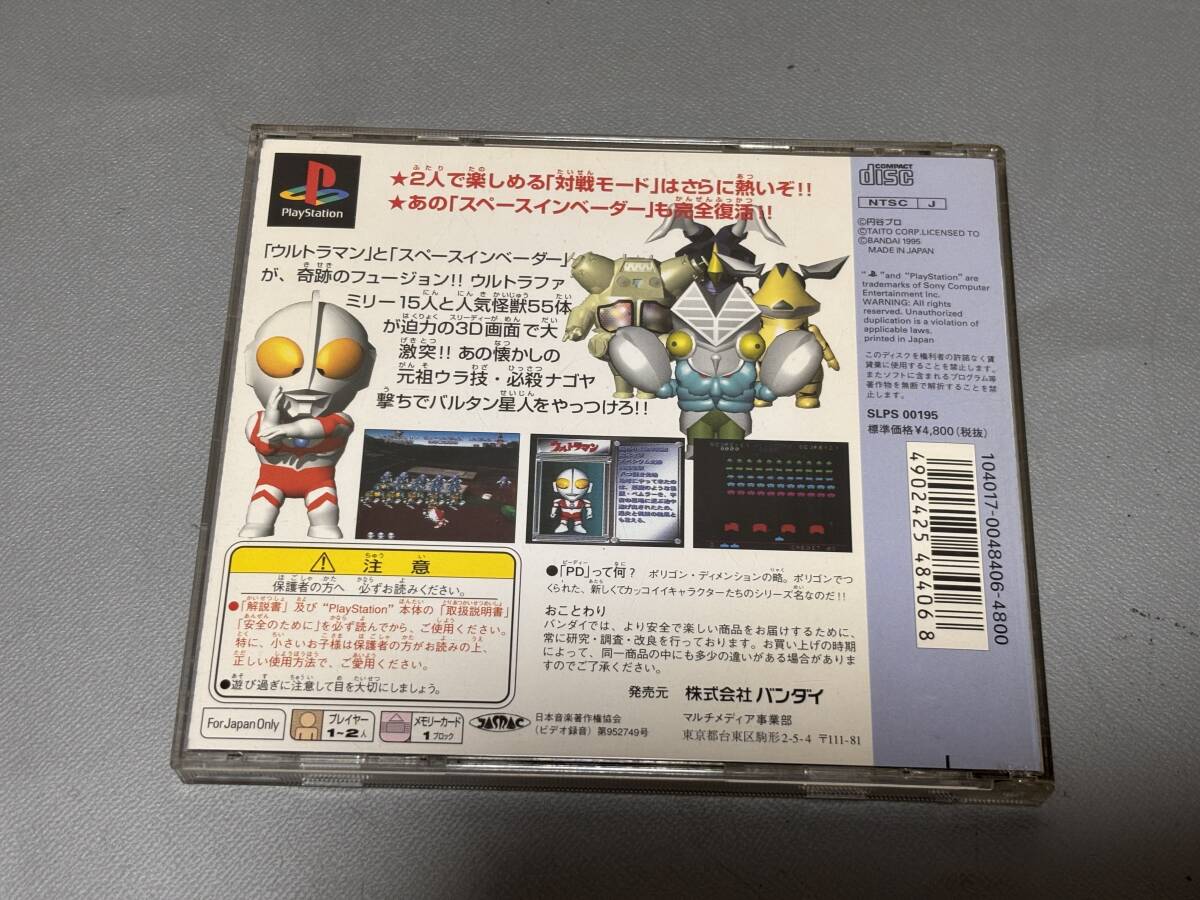 PlayStation
★2人で楽しめる「対戦モード」はさらに熱いぞ!!
★あの「スペースインベーダー」も完全復活!!
「ウルトラマン」と「スペースインベーダー」
が、奇跡のフュージョン!! ウルトラファ
ミリー15人と人気怪獣55体
が迫力の3D画面で大
激突!! あの懐かしの
元祖ウラ技・必殺ナゴヤ
撃ちでバルタン星人をやっつけろ!!
ウルトラマン
注意
保護者の方へ 必ずお読みください。
●「解説書」及び“PlayStation”本体の「取扱説明書」
「安全のために」を必ず読んでから、ご使用ください。
特に、小さいお子様は保護者の方がお読みの上、
正しい使用方法で、ご愛用ください。
●遊び過ぎに注意して目を大切にしましょう。
●「PD」って何? ポリゴン・ディメンションの略。ポリゴンでつ
くられた、新しくてカッコイイキャラクターたちのシリーズ名なのだ!!
おことわり
バンダイでは、より安全で楽しい商品をお届けするために、
常に研究・調査・改良を行っております。お買い上げの時期
によって、同一商品の中にも多少の違いがある場合がありま
すのでご了承ください。
発売元 株式会社バンダイ
マルチメディア事業部
東京都台東区駒形2-5-4 〒111-81
For Japan Only
プレイヤー
1~2人
メモリーカード
1ブロック
JASRAC
日本音楽著作権協会
(ビデオ録音)第952749号
COMPACT
disc
NTSC J
©円谷プロ
©TAITO CORP.LICENSED TO
©BANDAI 1995
MADE IN JAPAN
“ ”and “PlayStation” are
trademarks of Sony Computer
Entertainment Inc.
WARNING: All rights
reserved. Unauthorized
duplication is a violation of
applicable laws.
printed in Japan
このディスクを権利者の許諾なく賃
貸業に使用することを禁止します。
またソフトに含まれるプログラム等
著作物を無断で解析することを禁
止します。
SLPS 00195
標準価格¥4,800(税抜)
104017-0048406-4800
4902425484068